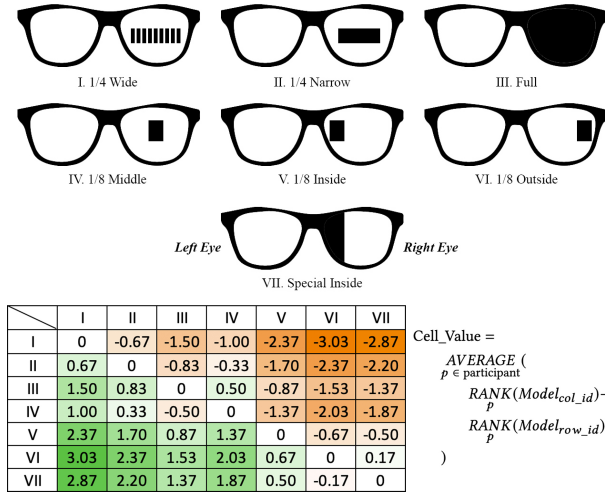 I. 1/4 Wide
II. 1/4 Narrow
III. Full
IV. 1/8 Middle
V. 1/8 Inside
VI. 1/8 Outside
Left Eye
Right Eye
VII. Special Inside
I II III IV V VI VII
I 0 -0.67 -1.50 -1.00 -2.37 -3.03 -2.87
II 0.67 0 -0.83 -0.33 -1.70 -2.37 -2.20
III 1.50 0.83 0 0.50 -0.87 -1.53 -1.37
IV 1.00 0.33 -0.50 0 -1.37 -2.03 -1.87
V 2.37 1.70 0.87 1.37 0 -0.67 -0.50
VI 3.03 2.37 1.53 2.03 0.67 0 0.17
VII 2.87 2.20 1.37 1.87 0.50 -0.17 0
Cell_Value =
AVERAGE (
p ∈ participant
RANK(Model_col_id)-
p
RANK(Model_row_id)
p
)